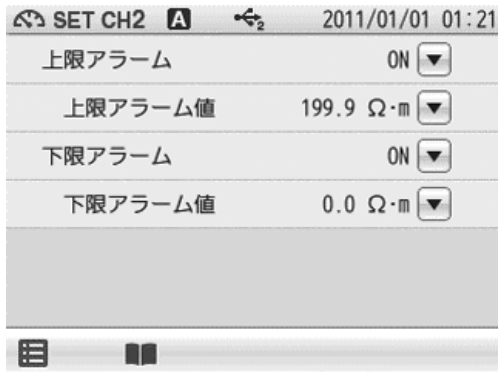 SET CH2 A 2 2011/01/01 01:21
上限アラーム ON
上限アラーム値 199.9 Ω·m
下限アラーム ON
下限アラーム値 0.0 Ω·m